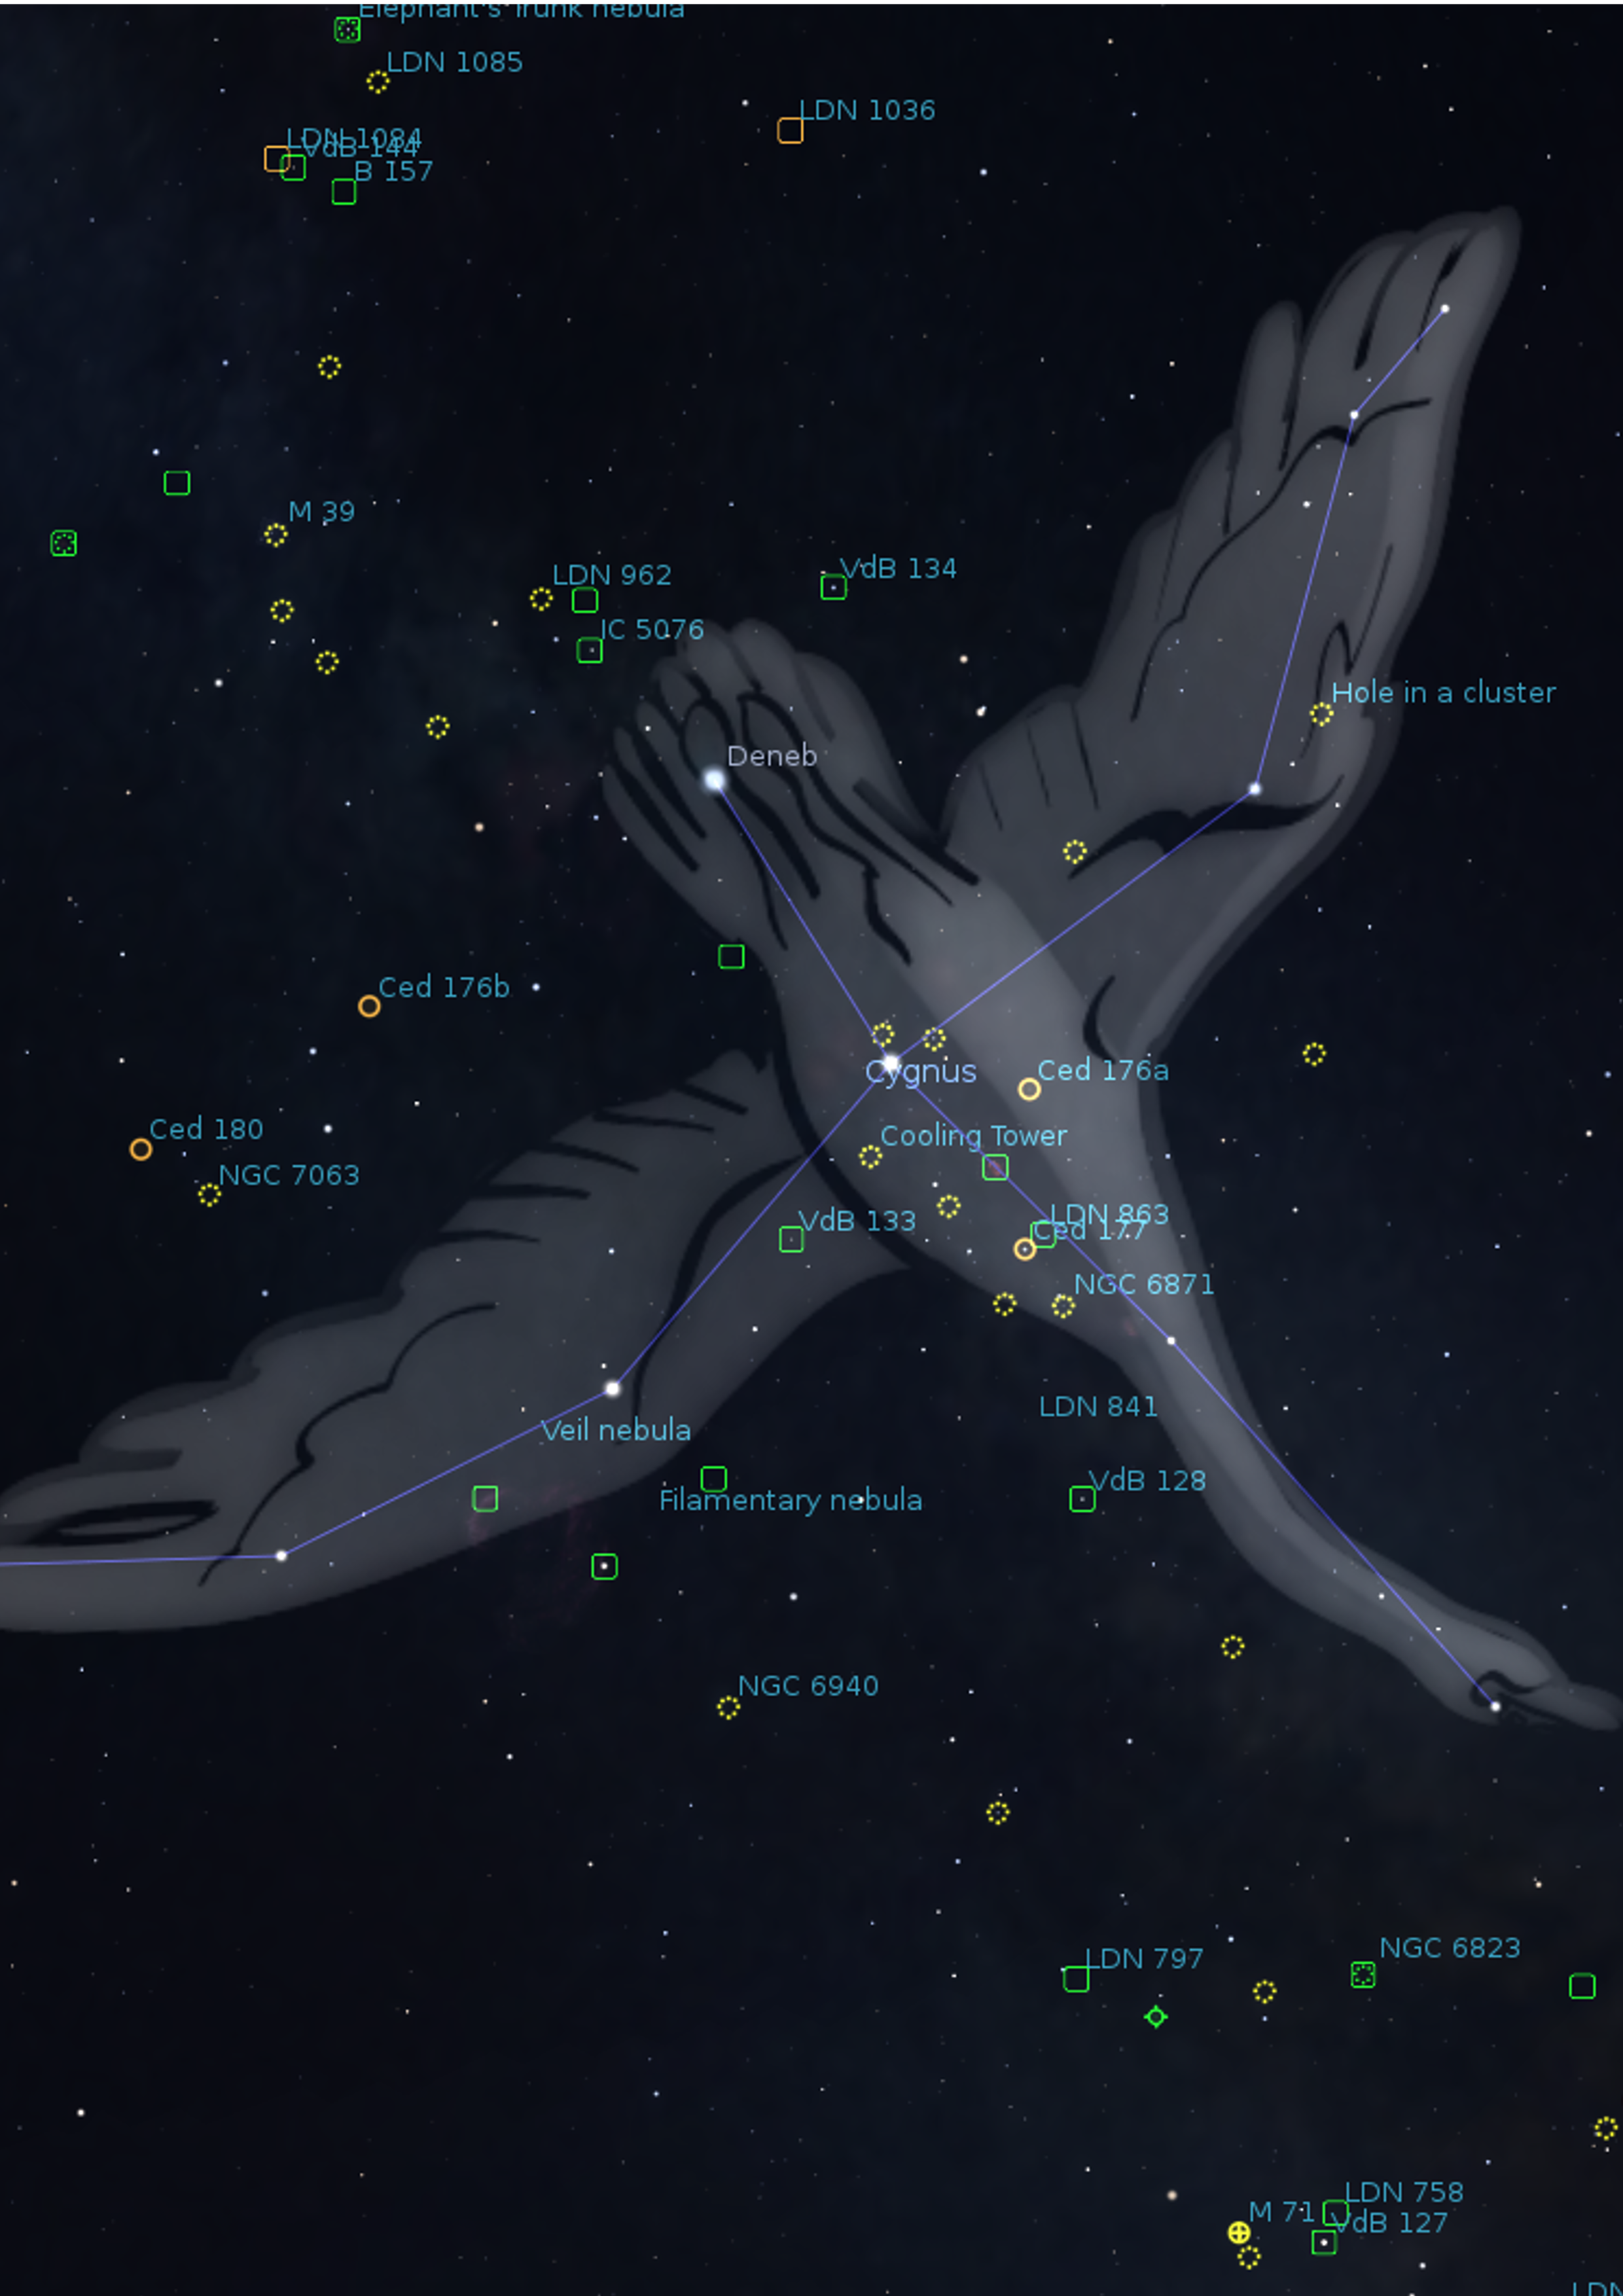 Elephant's Trunk nebula
LDN 1085
LDN 1036
LDN 1084
VdB 144
B 157
M 39
LDN 962
VdB 134
IC 5076
Hole in a cluster
Deneb
Ced 176b
Cygnus
Ced 176a
Ced 180
Cooling Tower
NGC 7063
VdB 133
LDN 863
Ced 177
NGC 6871
LDN 841
Veil nebula
VdB 128
Filamentary nebula
NGC 6940
NGC 6823
LDN 797
LDN 758
M 71
VdB 127
LDN